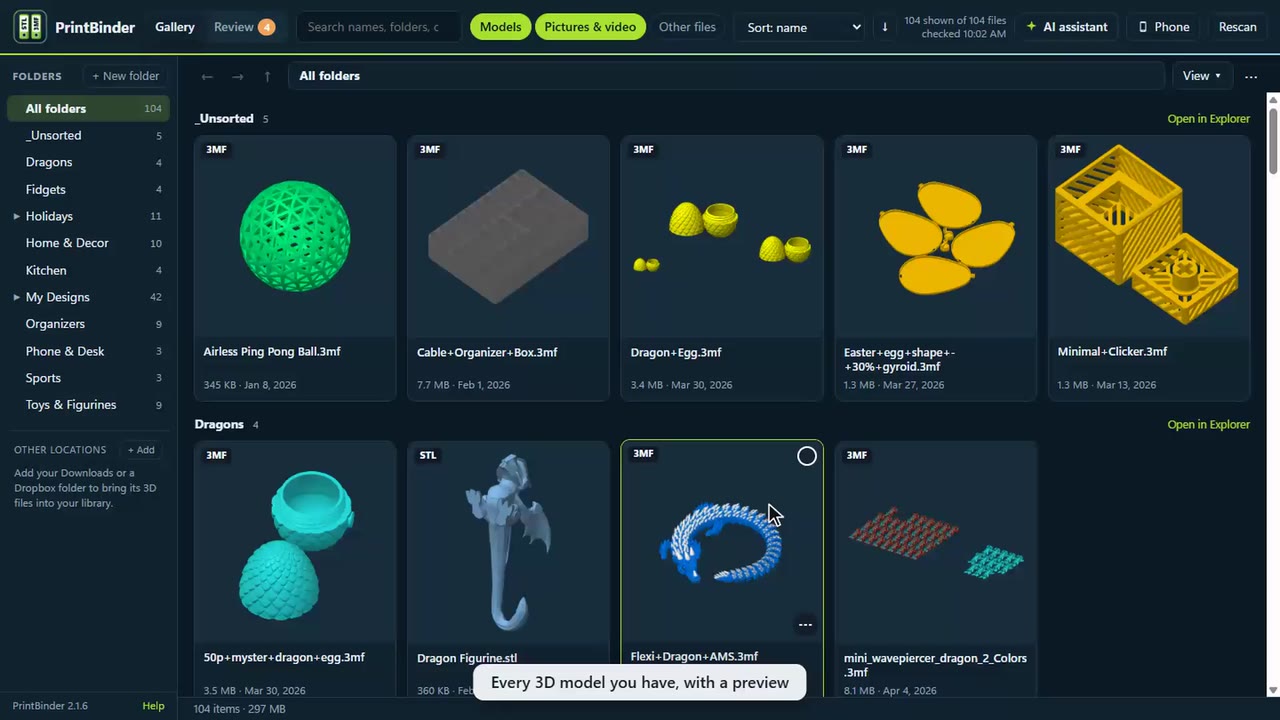 PrintBinder Gallery Review 4 Search names, folders, c Models Pictures & video Other files Sort: name ↓ 104 shown of 104 files AI assistant Phone Rescan
checked 10:02 AM
FOLDERS + New folder ← → ↑ All folders View ▾ ...
All folders 104
_Unsorted 5
Dragons 4
Fidgets 4
Holidays 11
Home & Decor 10
Kitchen 4
My Designs 42
Organizers 9
Phone & Desk 3
Sports 3
Toys & Figurines 9
OTHER LOCATIONS + Add
Add your Downloads or a
Dropbox folder to bring its 3D
files into your library.
PrintBinder 2.1.6 Help
_Unsorted 5 Open in Explorer
3MF 3MF 3MF 3MF 3MF
Airless Ping Pong Ball.3mf
345 KB · Jan 8, 2026
Cable+Organizer+Box.3mf
7.7 MB · Feb 1, 2026
Dragon+Egg.3mf
3.4 MB · Mar 30, 2026
Easter+egg+shape+-
+30%+gyroid.3mf
1.3 MB · Mar 27, 2026
Minimal+Clicker.3mf
1.3 MB · Mar 13, 2026
Dragons 4 Open in Explorer
3MF STL 3MF 3MF
50p+myster+dragon+egg.3mf
3.5 MB · Mar 30, 2026
Dragon Figurine.stl
360 KB · Feb
Flexi+Dragon+AMS.3mf
mini_wavepiercer_dragon_2_Colors
.3mf
8.1 MB · Apr 4, 2026
Every 3D model you have, with a preview
104 items · 297 MB